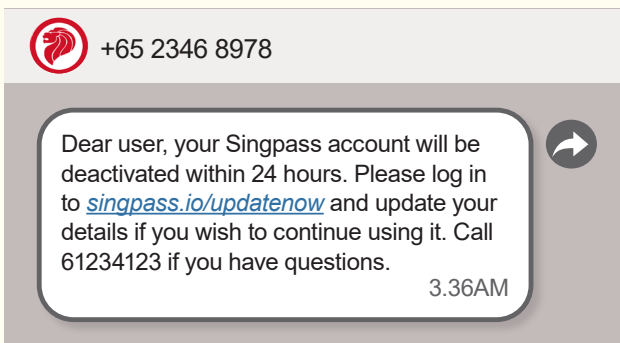 +65 2346 8978
Dear user, your Singpass account will be
deactivated within 24 hours. Please log in
to singpass.io/updatenow and update your
details if you wish to continue using it. Call
61234123 if you have questions.
3.36AM